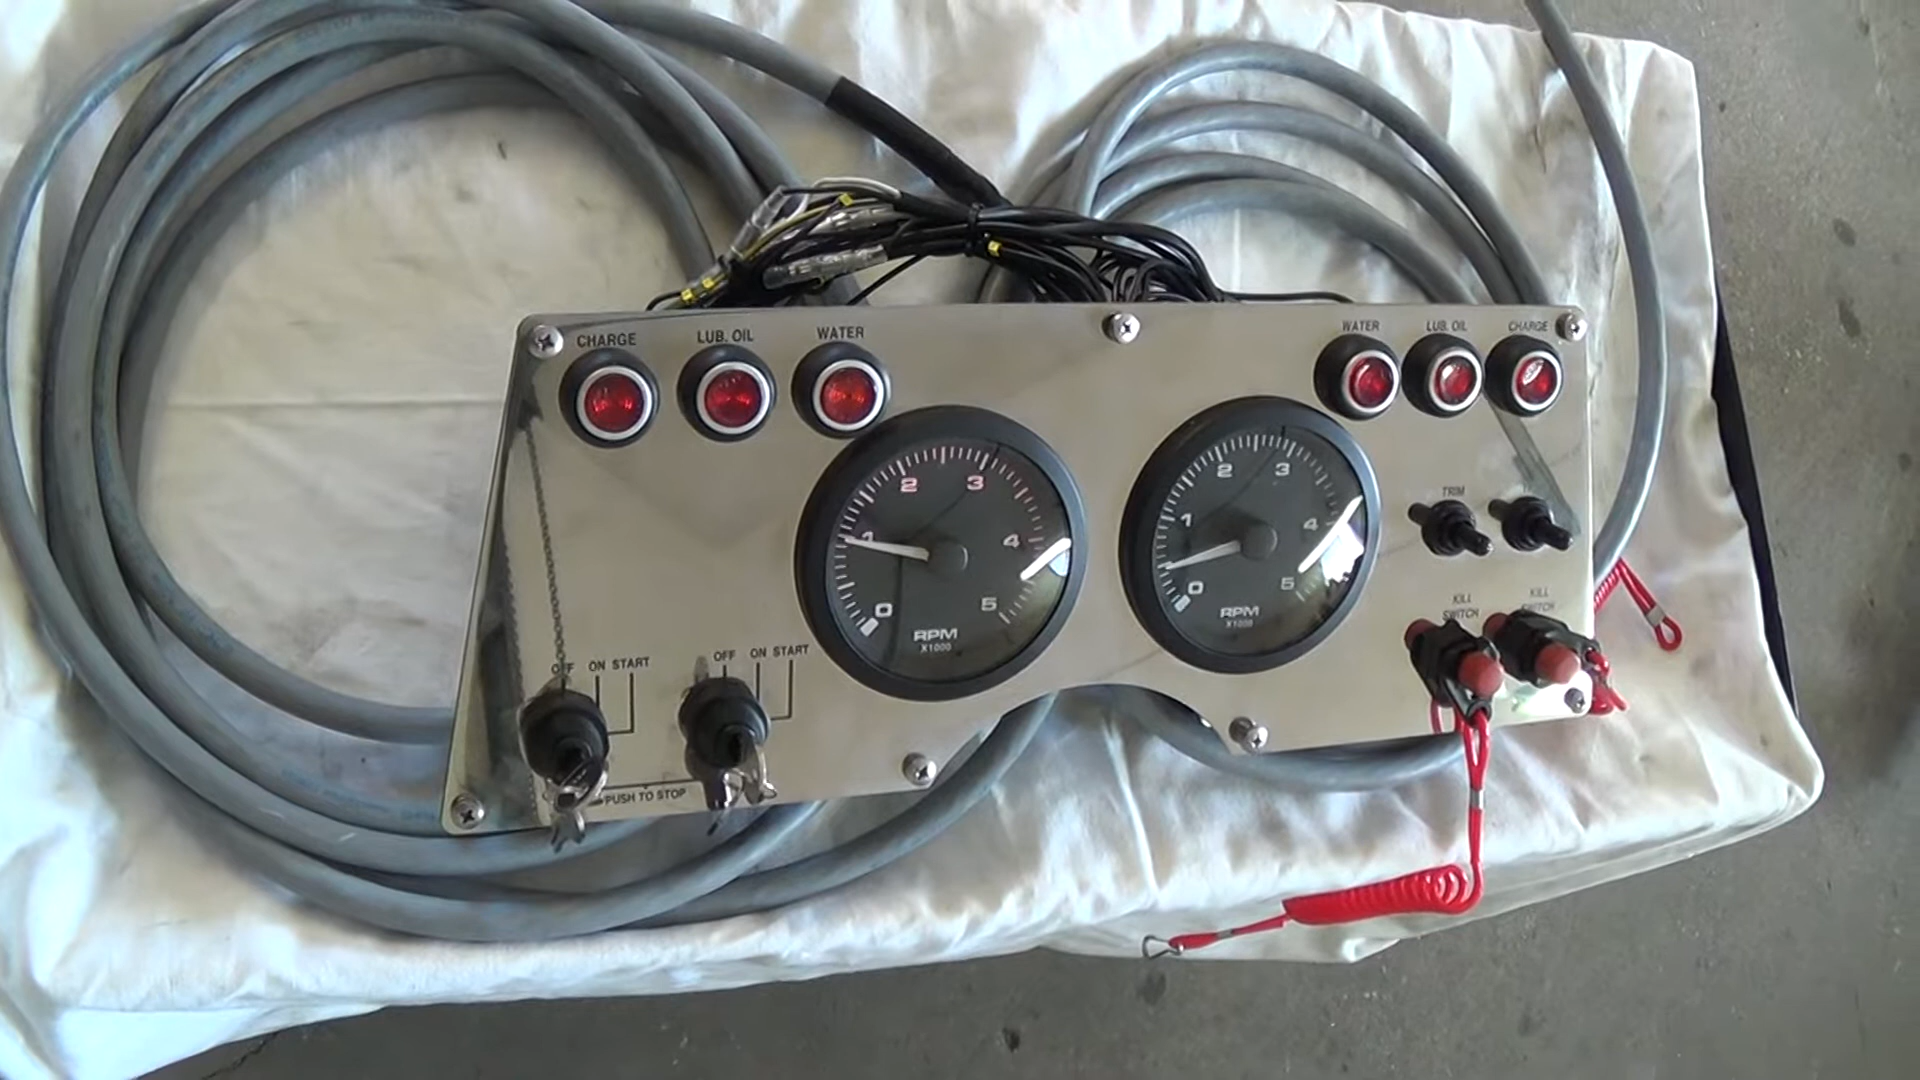 CHARGE
LUB. OIL
WATER
WATER
LUB. OIL
CHARGE
0
1
2
3
4
5
RPM
X1000
0
1
2
3
4
5
RPM
X1000
TRIM
KILL
SWITCH
KILL
SWITCH
OFF ON START
OFF ON START
PUSH TO STOP